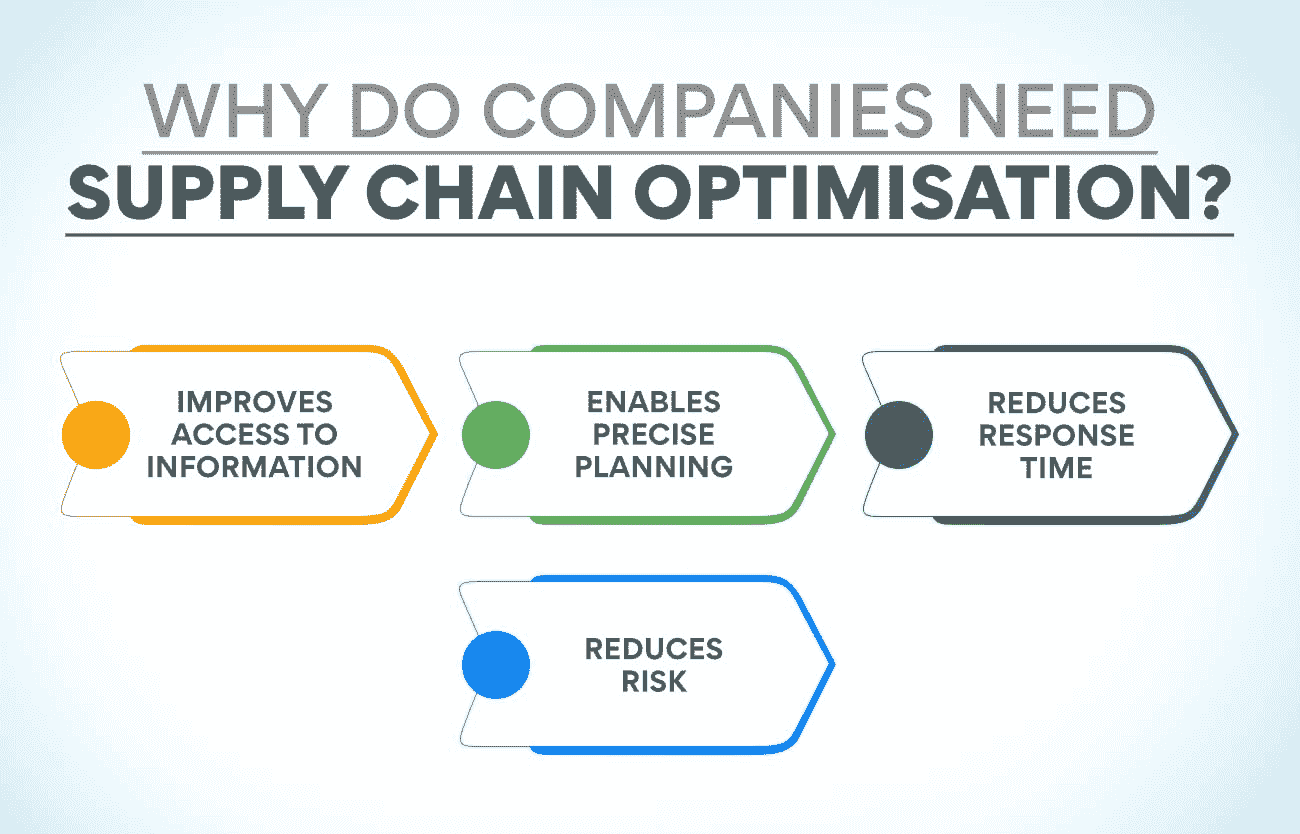 WHY DO COMPANIES NEED
SUPPLY CHAIN OPTIMISATION?
IMPROVES
ACCESS TO
INFORMATION
ENABLES
PRECISE
PLANNING
REDUCES
RESPONSE
TIME
REDUCES
RISK